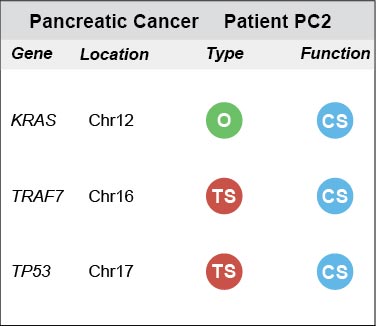 Pancreatic Cancer Patient PC2
Gene Location Type Function
KRAS Chr12 O CS
TRAF7 Chr16 TS CS
TP53 Chr17 TS CS